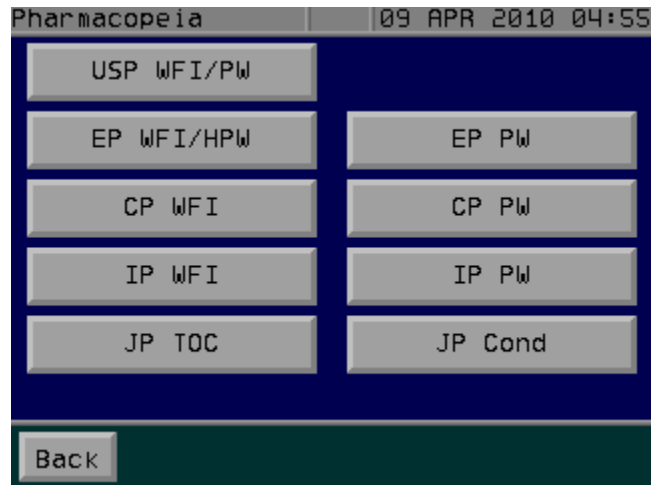 Pharmacopeia 09 APR 2010 04:55
USP WFI/PW
EP WFI/HPW EP PW
CP WFI CP PW
IP WFI IP PW
JP TOC JP Cond
Back